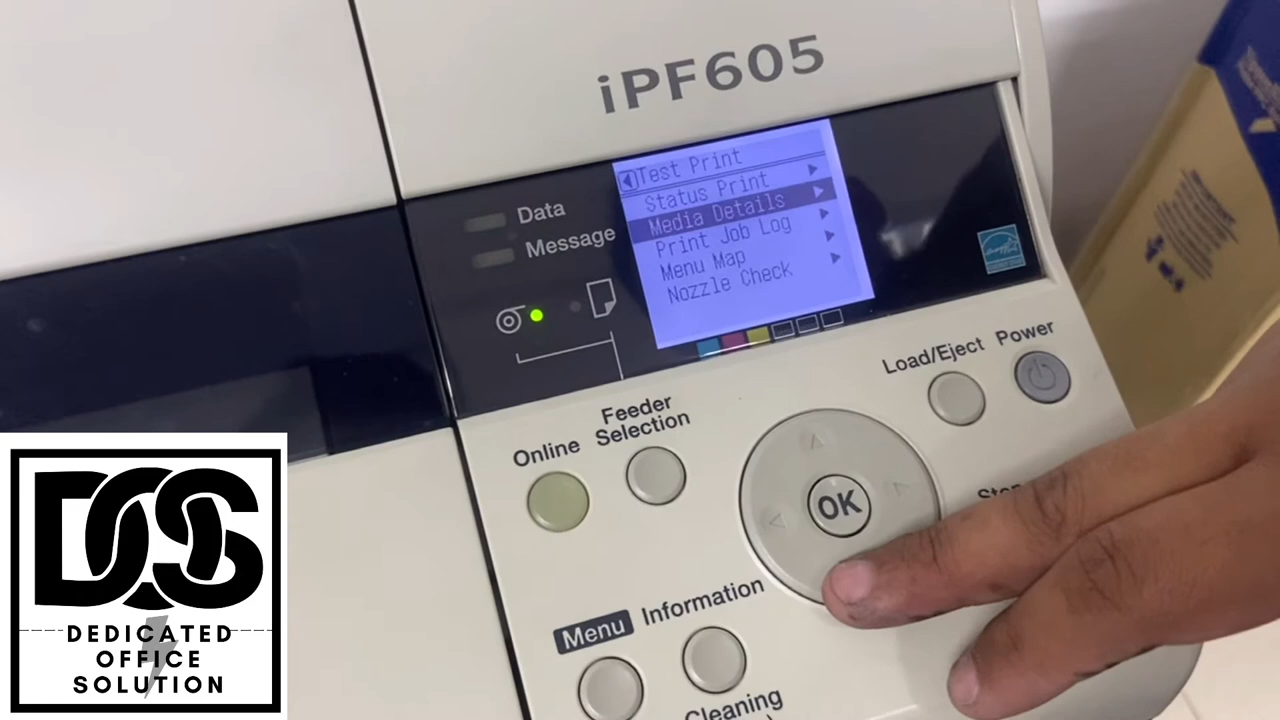 iPF605
Test Print
Status Print
Media Details
Print Job Log
Menu Map
Nozzle Check
Data
Message
Load/Eject
Power
Feeder
Selection
Online
OK
Information
Menu
Cleaning
DOS
DEDICATED
OFFICE
SOLUTION